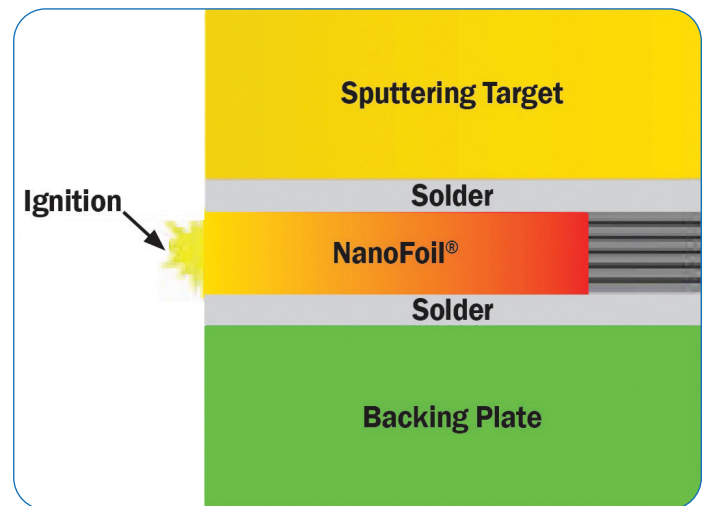 Sputtering Target
Solder
Ignition
NanoFoil®
Solder
Backing Plate